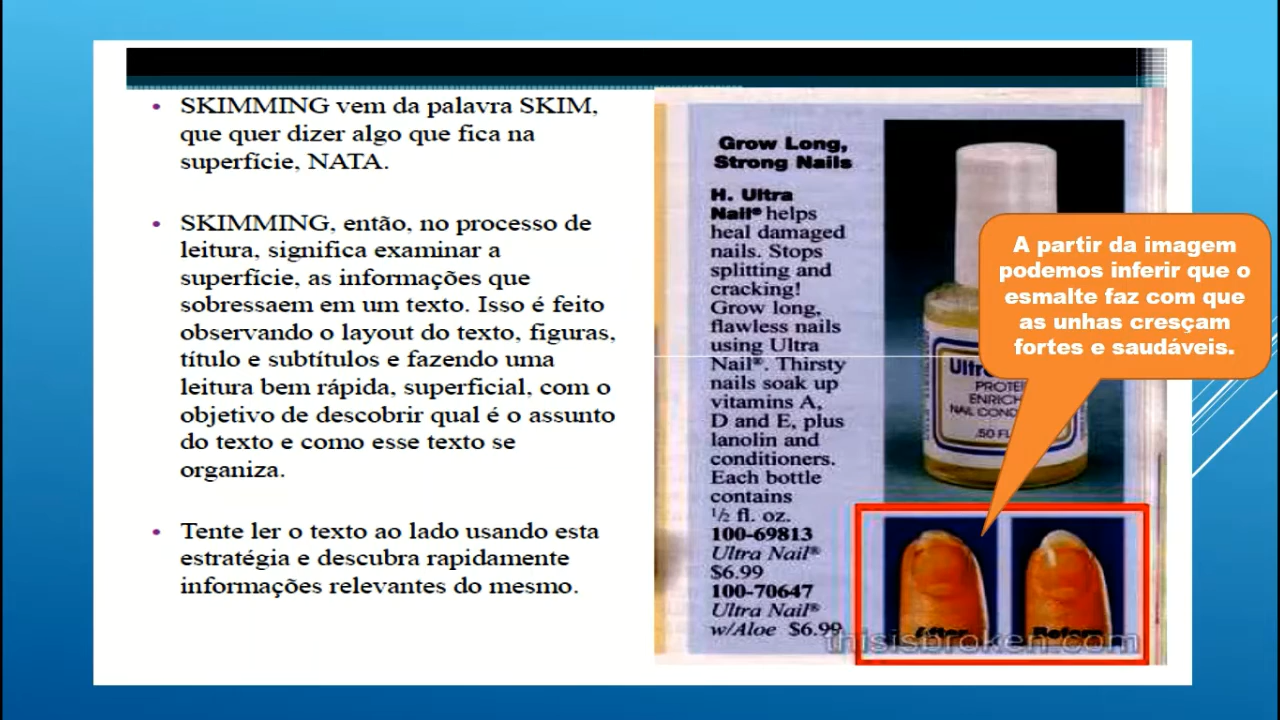 • SKIMMING vem da palavra SKIM,
que quer dizer algo que fica na
superfície, NATA.
• SKIMMING, então, no processo de
leitura, significa examinar a
superfície, as informações que
sobressaem em um texto. Isso é feito
observando o layout do texto, figuras,
título e subtítulos e fazendo uma
leitura bem rápida, superficial, com o
objetivo de descobrir qual é o assunto
do texto e como esse texto se
organiza.
• Tente ler o texto ao lado usando esta
estratégia e descubra rapidamente
informações relevantes do mesmo.
Grow Long,
Strong Nails
H. Ultra
Nail® helps
heal damaged
nails. Stops
splitting and
cracking!
Grow long,
flawless nails
using Ultra
Nail®. Thirsty
nails soak up
vitamins A,
D and E, plus
lanolin and
conditioners.
Each bottle
contains
½ fl. oz.
100-69813
Ultra Nail®
$6.99
100-70647
Ultra Nail®
w/Aloe $6.99
A partir da imagem
podemos inferir que o
esmalte faz com que
as unhas cresçam
fortes e saudáveis.
NAIL
.50
After
Before
thisisbroken.com